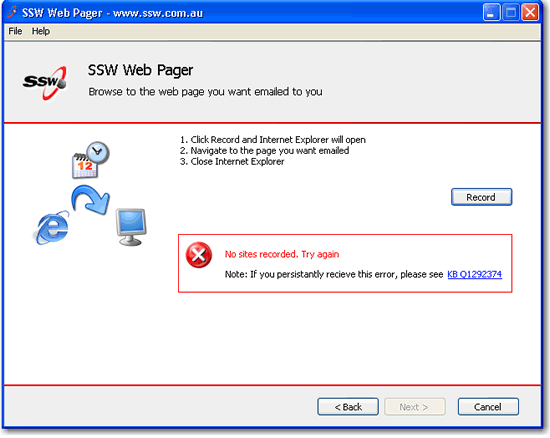 SSW Web Pager - www.ssw.com.au
File Help
SSW
SSW Web Pager
Browse to the web page you want emailed to you
1. Click Record and Internet Explorer will open
2. Navigate to the page you want emailed
3. Close Internet Explorer
12
Record
No sites recorded. Try again
Note: If you persistantly recieve this error, please see KB Q1292374
< Back Next > Cancel